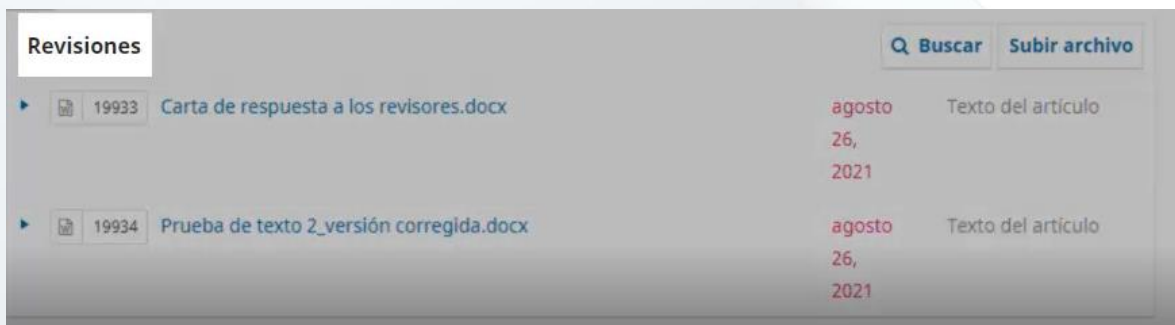 Revisiones Buscar Subir archivo
19933 Carta de respuesta a los revisores.docx agosto Texto del artículo
26,
2021
19934 Prueba de texto 2_versión corregida.docx agosto Texto del artículo
26,
2021